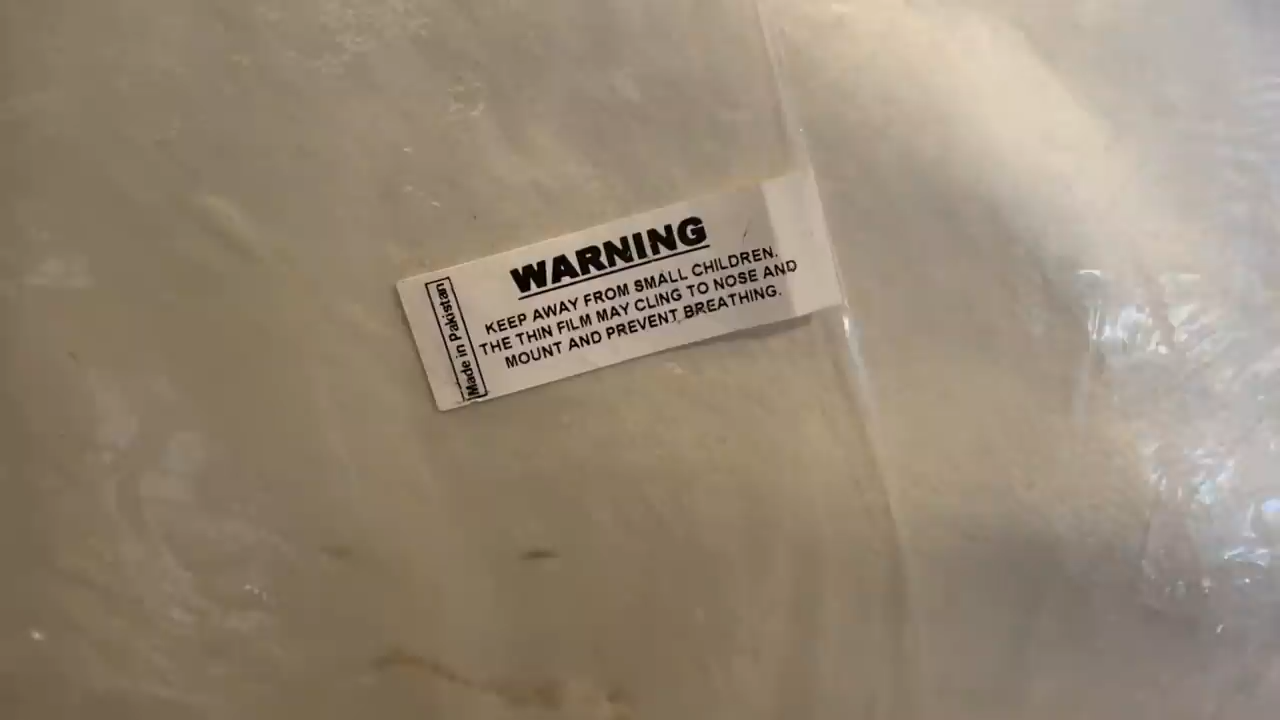 WARNING
KEEP AWAY FROM SMALL CHILDREN.
THE THIN FILM MAY CLING TO NOSE AND
MOUNT AND PREVENT BREATHING.
Made in Pakistan